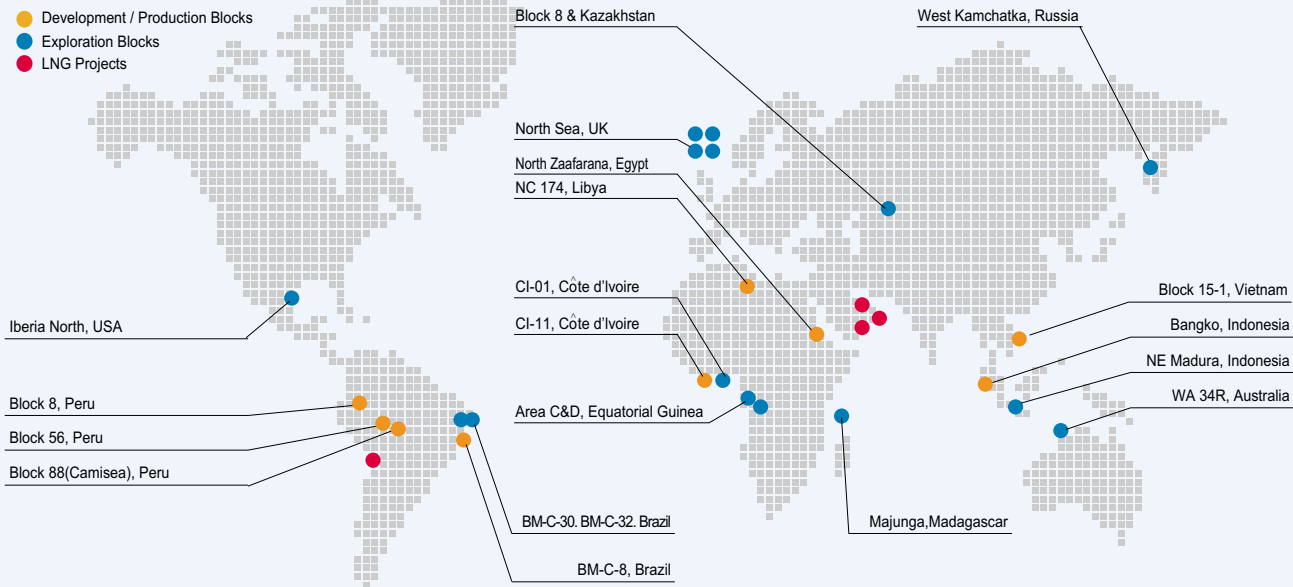 Development / Production Blocks
Exploration Blocks
LNG Projects
Block 8 & Kazakhstan
West Kamchatka, Russia
North Sea, UK
North Zaafarana, Egypt
NC 174, Libya
CI-01, Côte d'Ivoire
CI-11, Côte d'Ivoire
Area C&D, Equatorial Guinea
Iberia North, USA
Block 8, Peru
Block 56, Peru
Block 88(Camisea), Peru
BM-C-30. BM-C-32. Brazil
BM-C-8, Brazil
Majunga,Madagascar
Block 15-1, Vietnam
Bangko, Indonesia
NE Madura, Indonesia
WA 34R, Australia